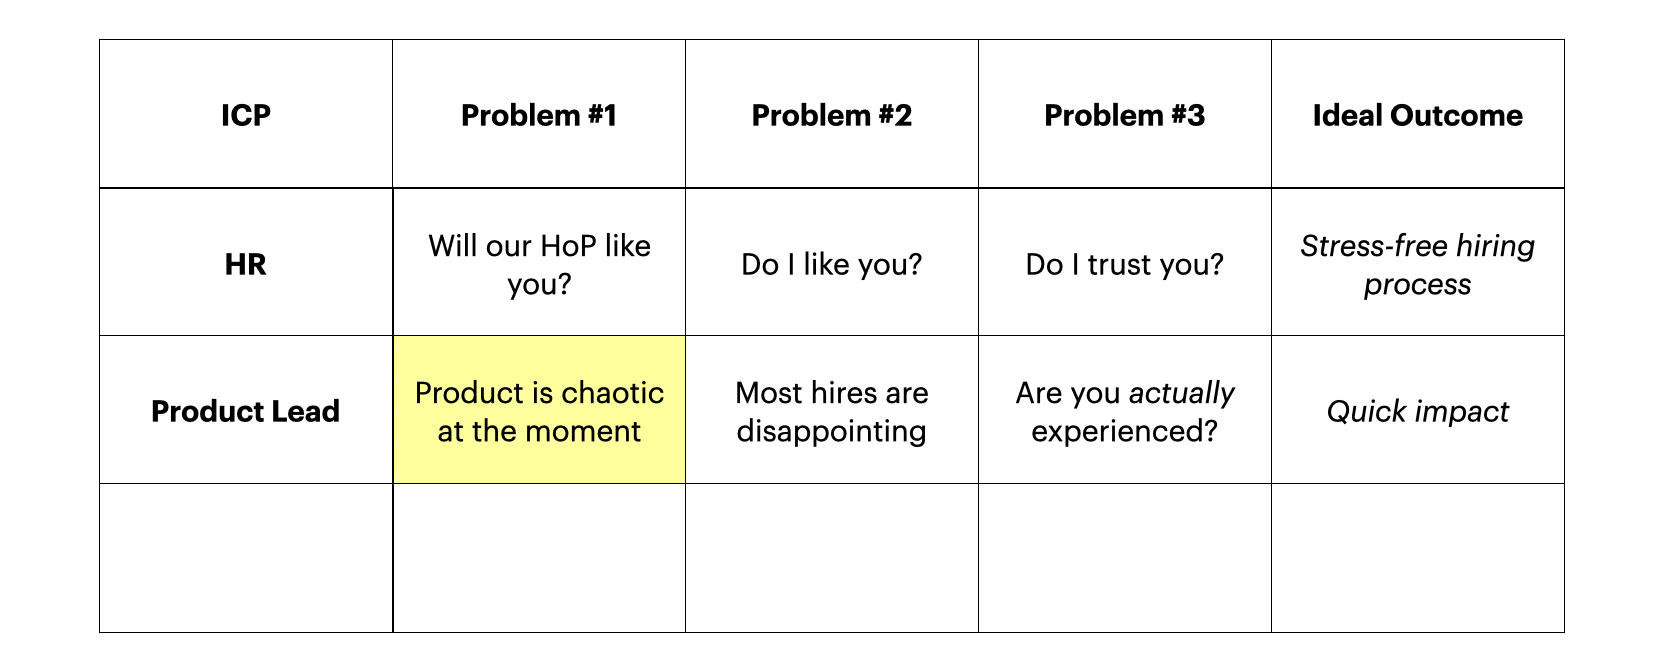 ICP
Problem #1
Problem #2
Problem #3
Ideal Outcome
HR
Will our HoP like
you?
Do I like you?
Do I trust you?
Stress-free hiring
process
Product Lead
Product is chaotic
at the moment
Most hires are
disappointing
Are you actually
experienced?
Quick impact